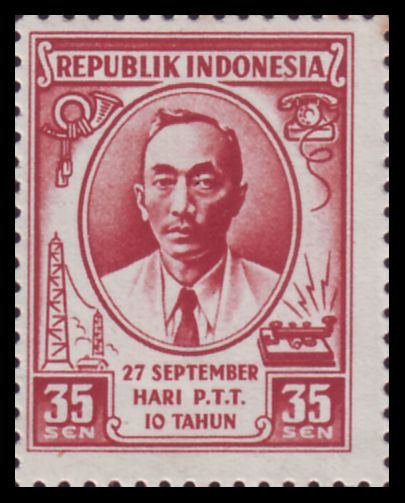 REPUBLIK INDONESIA
27 SEPTEMBER
HARI P.T.T.
10 TAHUN
35
SEN
35
SEN